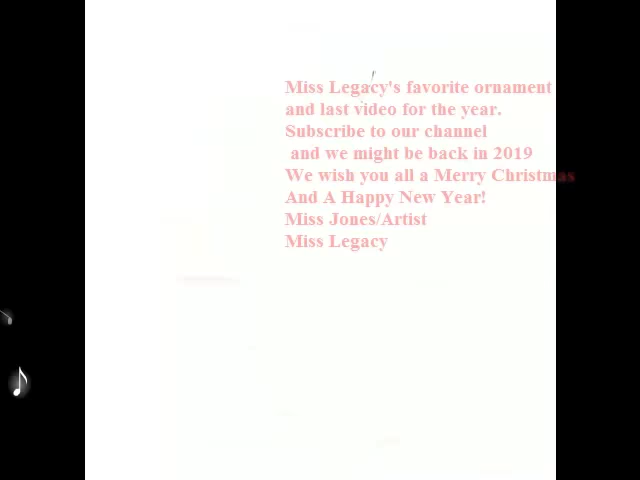 Miss Legacy's favorite ornament
and last video for the year.
Subscribe to our channel
and we might be back in 2019
We wish you all a Merry Christmas
And A Happy New Year!
Miss Jones/Artist
Miss Legacy